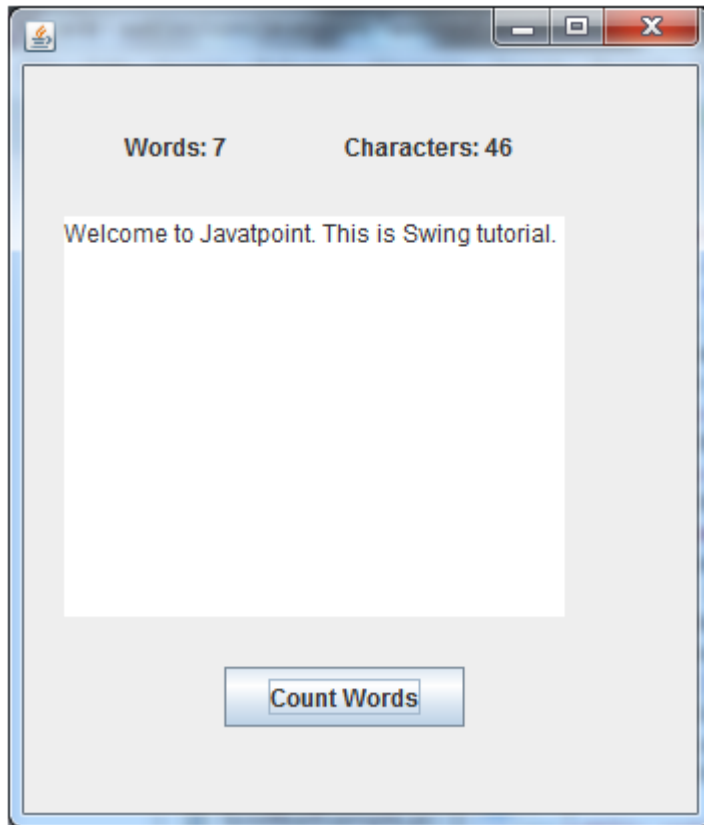 Words: 7 Characters: 46
Welcome to Javatpoint. This is Swing tutorial.
Count Words